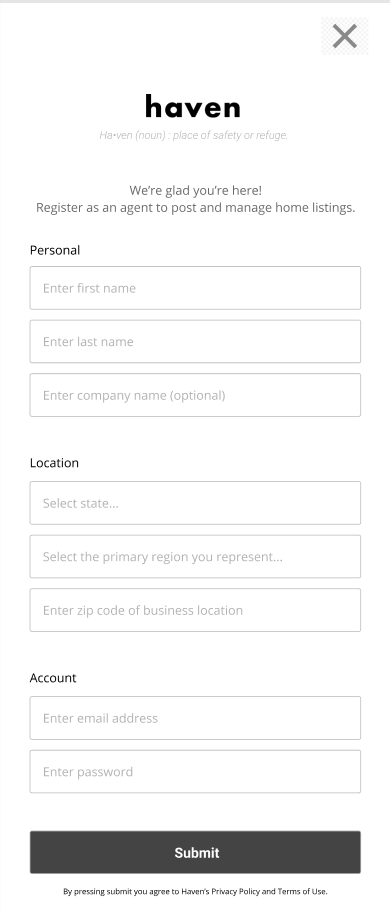 haven
Ha•ven (noun) : place of safety or refuge.
We’re glad you’re here!
Register as an agent to post and manage home listings.
Personal
Enter first name
Enter last name
Enter company name (optional)
Location
Select state...
Select the primary region you represent...
Enter zip code of business location
Account
Enter email address
Enter password
Submit
By pressing submit you agree to Haven’s Privacy Policy and Terms of Use.